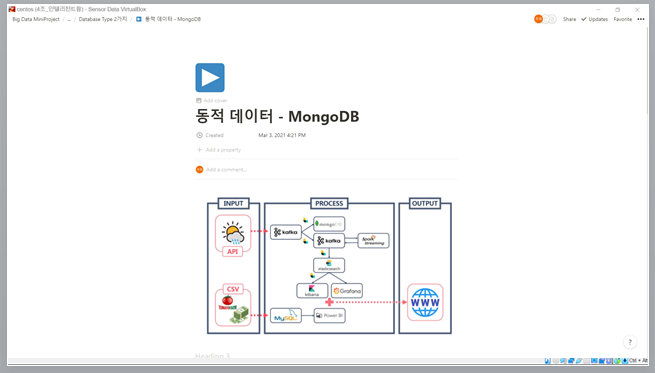 centos (4조_인텔리전트팜) - Sensor Data VirtualBox
Big Data MiniProject / ... / Database Type 2가지 / 동적 데이터 - MongoDB
Share Updates Favorite
Add cover
동적 데이터 - MongoDB
Created Mar 3, 2021 4:21 PM
Add a property
Add a comment...
INPUT PROCESS OUTPUT
mongoDB
kafka
kafka
Spark Streaming
API
elasticsearch
kibana
Grafana
CSV
WWW
MySQL
Power BI
Heading 3
?
Ctrl + Alt